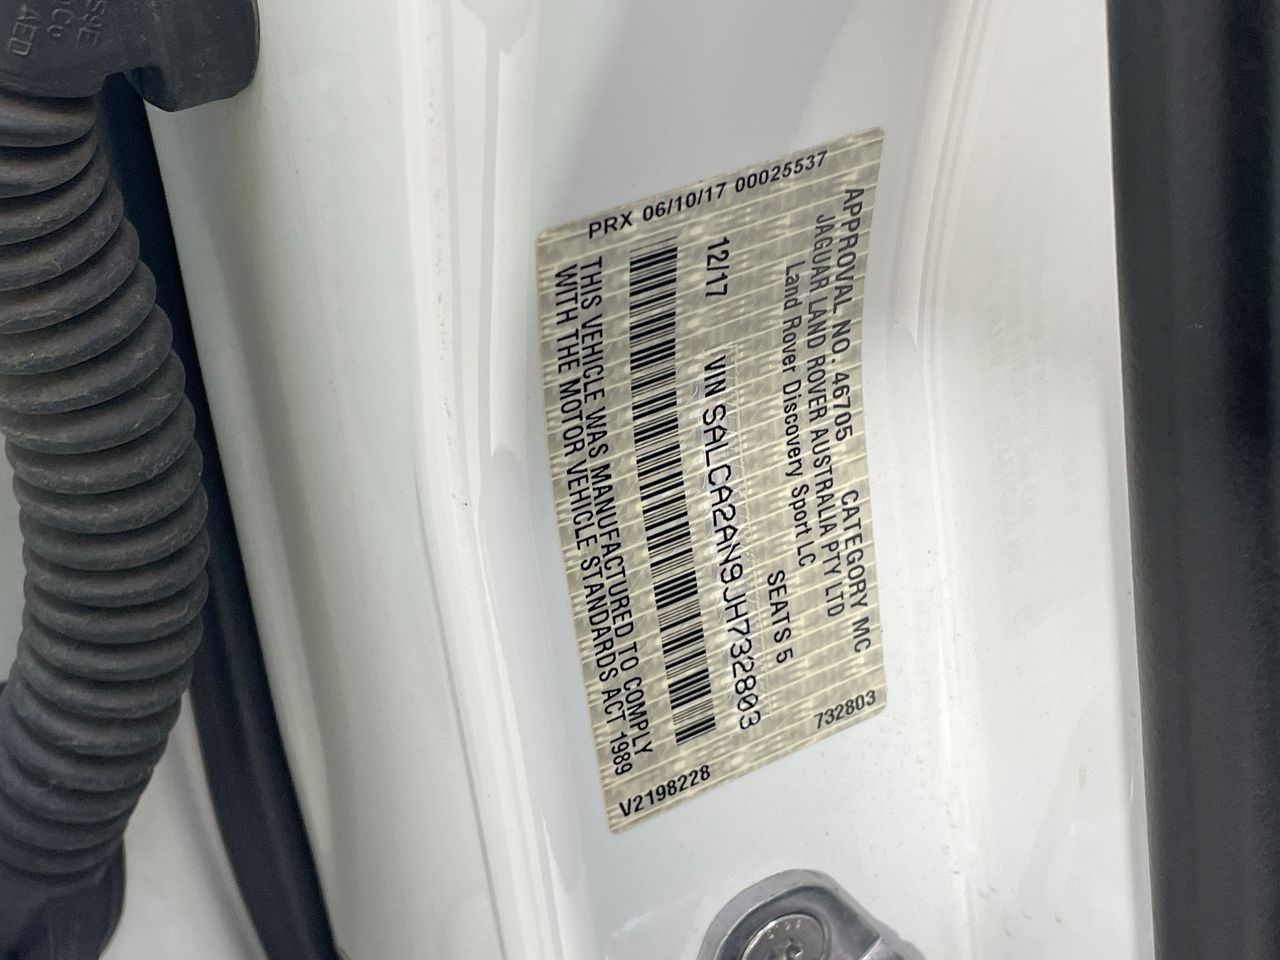 APPROVAL NO. 46705 CATEGORY MC
JAGUAR LAND ROVER AUSTRALIA PTY LTD
Land Rover Discovery Sport LC
SEATS 5
12/17 VIN SALCA2AN9JH732803
THIS VEHICLE WAS MANUFACTURED TO COMPLY
WITH THE MOTOR VEHICLE STANDARDS ACT 1989
PRX 06/10/17 00025537
732803
V2198228